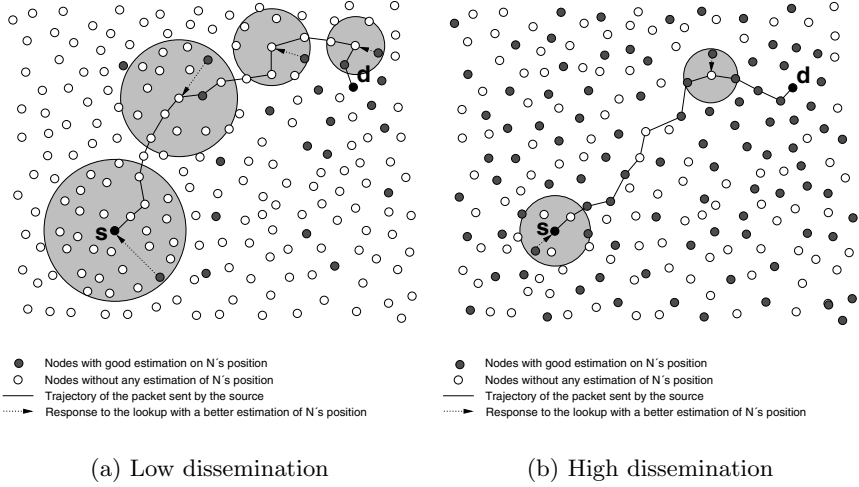 d
s
d
s
Nodes with good estimation on N´s position
Nodes without any estimation of N´s position
Trajectory of the packet sent by the source
Response to the lookup with a better estimation of N´s position
Nodes with good estimation on N´s position
Nodes without any estimation of N´s position
Trajectory of the packet sent by the source
Response to the lookup with a better estimation of N´s position
(a) Low dissemination
(b) High dissemination